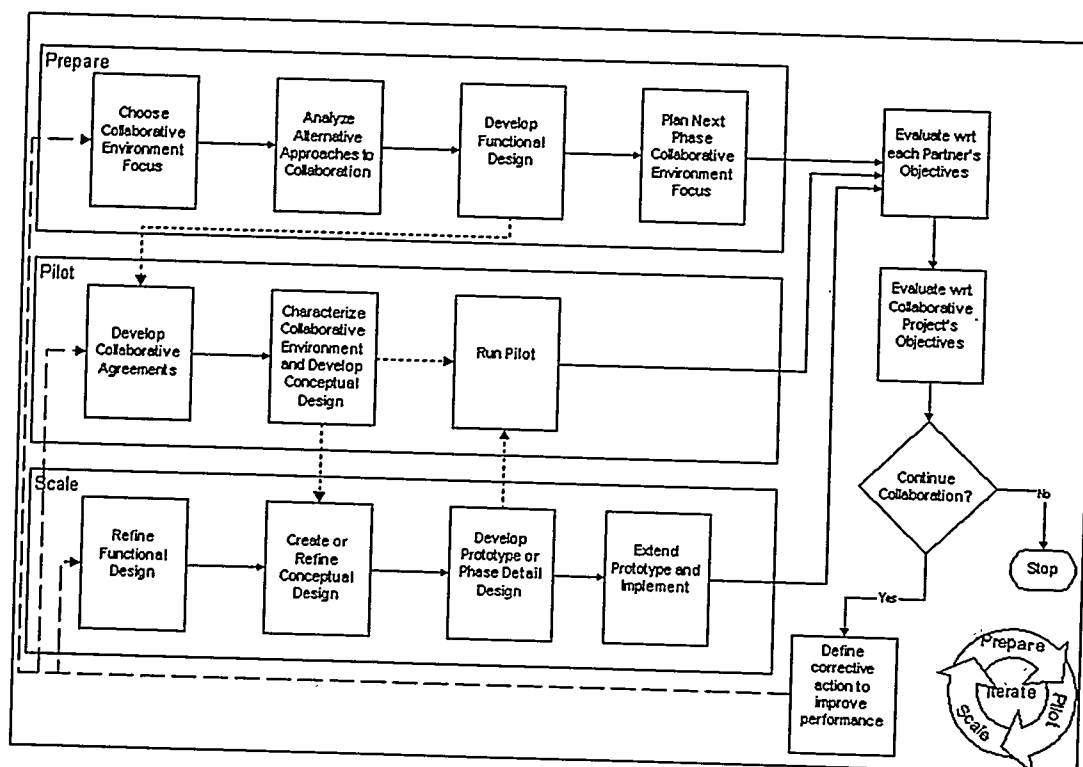 Prepare
Choose
Collaborative
Environment
Focus
Analyze
Alternative
Approaches to
Collaboration
Develop
Functional
Design
Plan Next
Phase
Collaborative
Environment
Focus
Evaluate wrt
each Partner's
Objectives
Pilot
Develop
Collaborative
Agreements
Characterize
Collaborative
Environment
and Develop
Conceptual
Design
Run Pilot
Evaluate wrt
Collaborative
Project's
Objectives
Scale
Refine
Functional
Design
Create or
Refine
Conceptual
Design
Develop
Prototype or
Phase Detail
Design
Extend
Prototype and
Implement
Continue
Collaboration?
No
Stop
Yes
Define
corrective
action to
improve
performance
Prepare
Pilot
Scale
Iterate